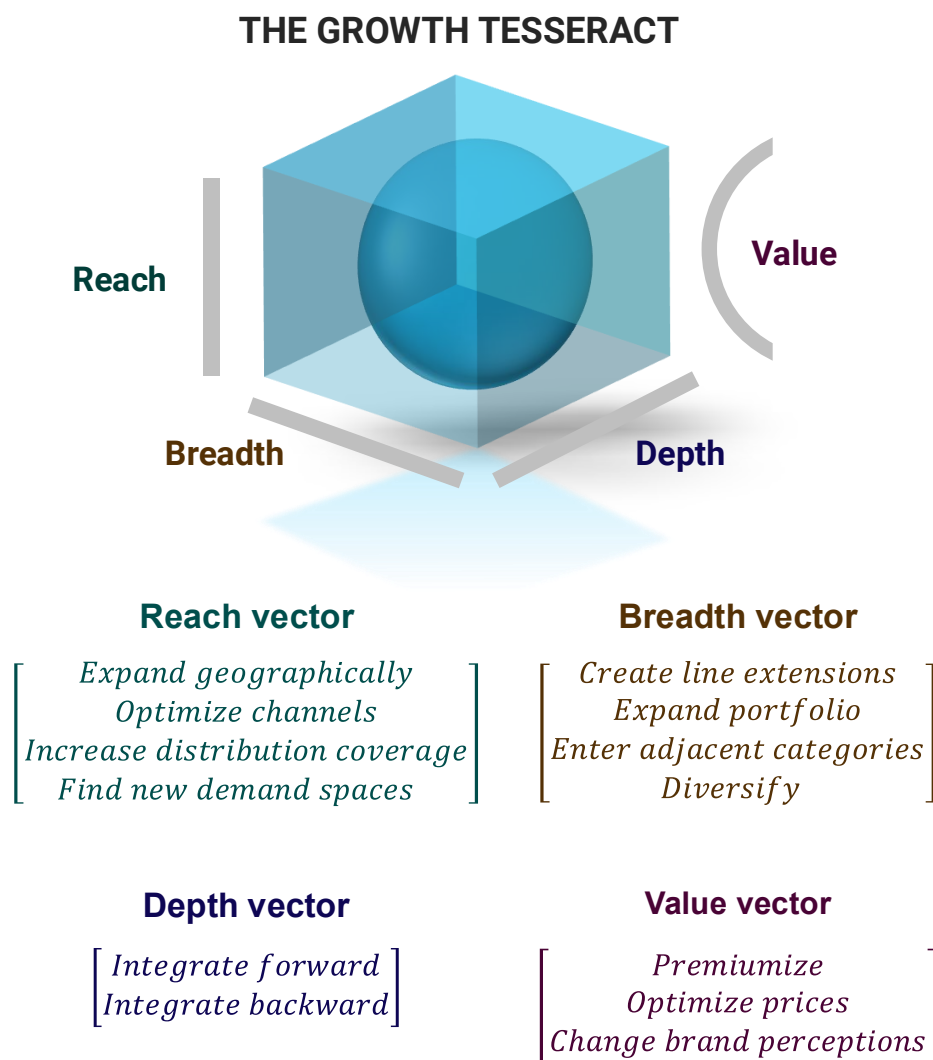 THE GROWTH TESSERACT
Reach
Value
Breadth
Depth
Reach vector
Expand geographically
Optimize channels
Increase distribution coverage
Find new demand spaces
Breadth vector
Create line extensions
Expand portfolio
Enter adjacent categories
Diversify
Depth vector
Integrate forward
Integrate backward
Value vector
Premiumize
Optimize prices
Change brand perceptions